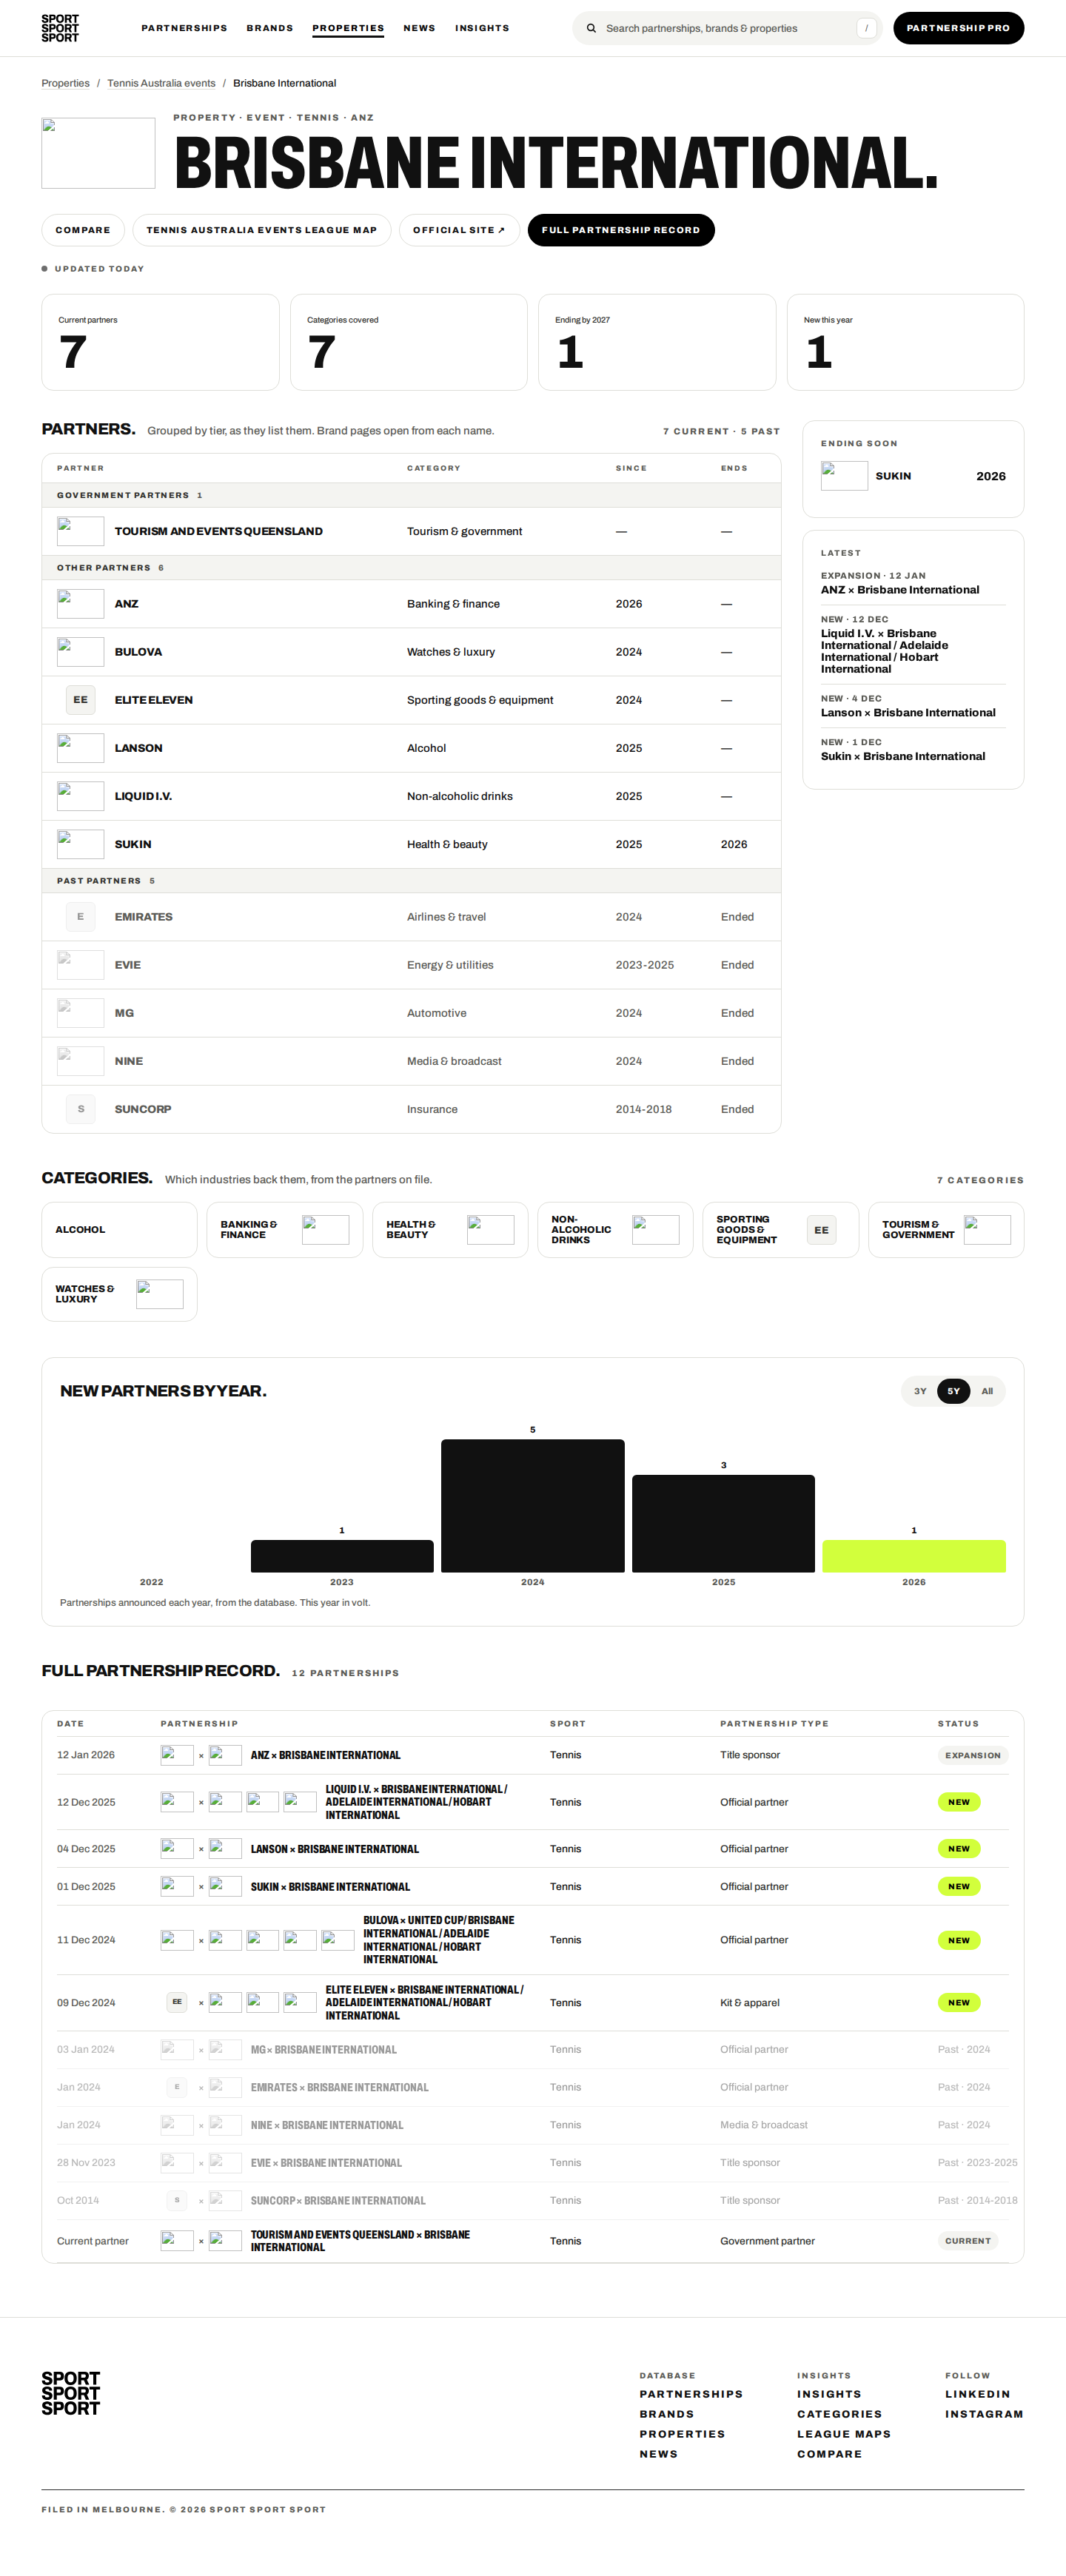 SPORT
SPORT
SPORT
PARTNERSHIPS BRANDS PROPERTIES NEWS INSIGHTS
Search partnerships, brands & properties /
PARTNERSHIP PRO
Properties / Tennis Australia events / Brisbane International
PROPERTY · EVENT · TENNIS · ANZ
BRISBANE INTERNATIONAL.
COMPARE
TENNIS AUSTRALIA EVENTS LEAGUE MAP
OFFICIAL SITE ↗
FULL PARTNERSHIP RECORD
UPDATED TODAY
Current partners
7
Categories covered
7
Ending by 2027
1
New this year
1
PARTNERS. Grouped by tier, as they list them. Brand pages open from each name. 7 CURRENT · 5 PAST
PARTNER CATEGORY SINCE ENDS
GOVERNMENT PARTNERS 1
TOURISM AND EVENTS QUEENSLAND Tourism & government — —
OTHER PARTNERS 6
ANZ Banking & finance 2026 —
BULOVA Watches & luxury 2024 —
EE ELITE ELEVEN Sporting goods & equipment 2024 —
LANSON Alcohol 2025 —
LIQUID I.V. Non-alcoholic drinks 2025 —
SUKIN Health & beauty 2025 2026
PAST PARTNERS 5
E EMIRATES Airlines & travel 2024 Ended
EVIE Energy & utilities 2023-2025 Ended
MG Automotive 2024 Ended
NINE Media & broadcast 2024 Ended
S SUNCORP Insurance 2014-2018 Ended
ENDING SOON
SUKIN 2026
LATEST
EXPANSION · 12 JAN
ANZ × Brisbane International
NEW · 12 DEC
Liquid I.V. × Brisbane
International / Adelaide
International / Hobart
International
NEW · 4 DEC
Lanson × Brisbane International
NEW · 1 DEC
Sukin × Brisbane International
CATEGORIES. Which industries back them, from the partners on file. 7 CATEGORIES
ALCOHOL
BANKING &
FINANCE
HEALTH &
BEAUTY
NON-
ALCOHOLIC
DRINKS
SPORTING
GOODS &
EQUIPMENT
EE
TOURISM &
GOVERNMENT
WATCHES &
LUXURY
NEW PARTNERS BY YEAR.
3Y 5Y All
5
3
1
1
2022 2023 2024 2025 2026
Partnerships announced each year, from the database. This year in volt.
FULL PARTNERSHIP RECORD. 12 PARTNERSHIPS
DATE PARTNERSHIP SPORT PARTNERSHIP TYPE STATUS
12 Jan 2026 × ANZ × BRISBANE INTERNATIONAL Tennis Title sponsor EXPANSION
12 Dec 2025 × LIQUID I.V. × BRISBANE INTERNATIONAL /
ADELAIDE INTERNATIONAL / HOBART
INTERNATIONAL Tennis Official partner NEW
04 Dec 2025 × LANSON × BRISBANE INTERNATIONAL Tennis Official partner NEW
01 Dec 2025 × SUKIN × BRISBANE INTERNATIONAL Tennis Official partner NEW
11 Dec 2024 × BULOVA × UNITED CUP / BRISBANE
INTERNATIONAL / ADELAIDE
INTERNATIONAL / HOBART
INTERNATIONAL Tennis Official partner NEW
09 Dec 2024 EE × ELITE ELEVEN × BRISBANE INTERNATIONAL /
ADELAIDE INTERNATIONAL / HOBART
INTERNATIONAL Tennis Kit & apparel NEW
03 Jan 2024 × MG × BRISBANE INTERNATIONAL Tennis Official partner Past · 2024
Jan 2024 E × EMIRATES × BRISBANE INTERNATIONAL Tennis Official partner Past · 2024
Jan 2024 × NINE × BRISBANE INTERNATIONAL Tennis Media & broadcast Past · 2024
28 Nov 2023 × EVIE × BRISBANE INTERNATIONAL Tennis Title sponsor Past · 2023-2025
Oct 2014 S × SUNCORP × BRISBANE INTERNATIONAL Tennis Title sponsor Past · 2014-2018
Current partner × TOURISM AND EVENTS QUEENSLAND × BRISBANE
INTERNATIONAL Tennis Government partner CURRENT
SPORT
SPORT
SPORT
DATABASE
PARTNERSHIPS
BRANDS
PROPERTIES
NEWS
INSIGHTS
INSIGHTS
CATEGORIES
LEAGUE MAPS
COMPARE
FOLLOW
LINKEDIN
INSTAGRAM
FILED IN MELBOURNE. © 2026 SPORT SPORT SPORT